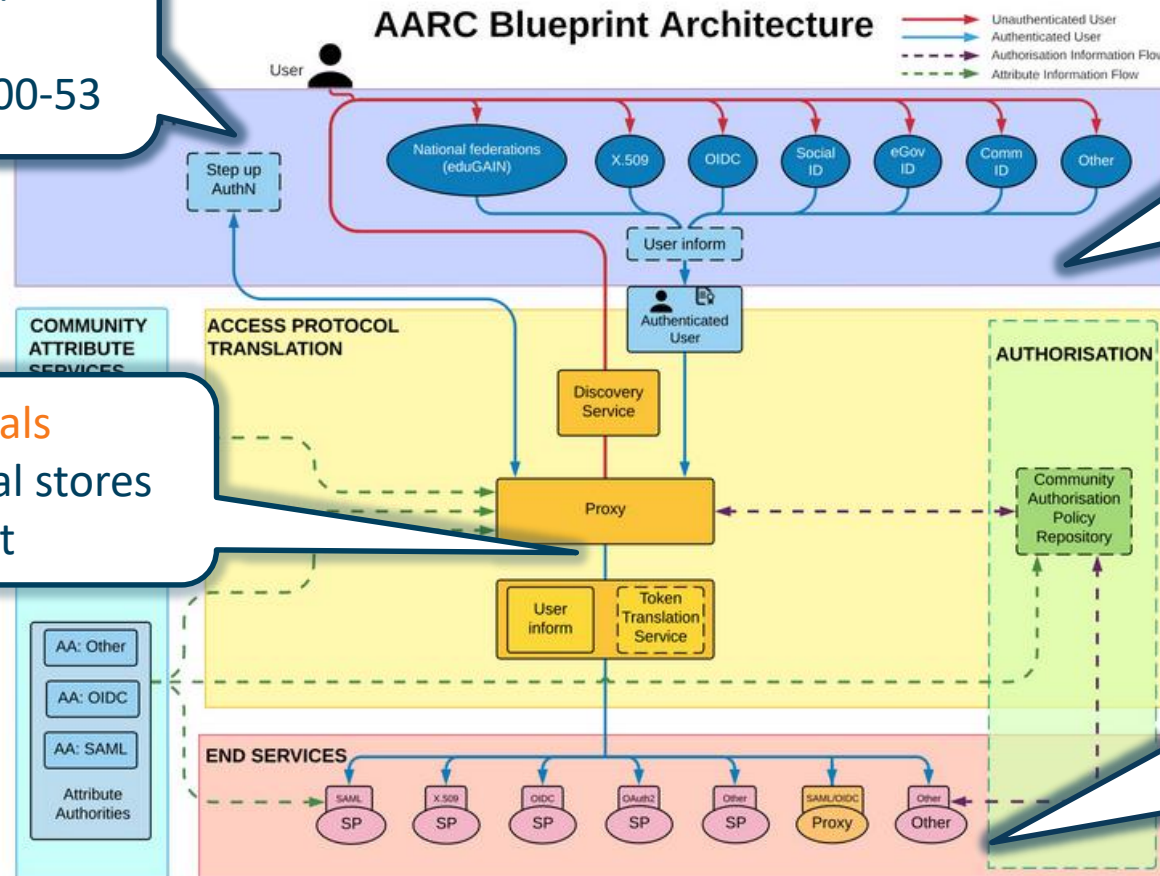 AARC Blueprint Architecture
Unauthenticated User
Authenticated User
Authorisation Information Flow
Attribute Information Flow
00-53
User
Step up
AuthN
National federations
(eduGAIN)
X.509
OIDC
Social
ID
eGov
ID
Comm
ID
Other
User inform
Authenticated
User
COMMUNITY
ATTRIBUTE
SERVICES
ACCESS PROTOCOL
TRANSLATION
AUTHORISATION
Discovery
Service
als
al stores
t
Proxy
Community
Authorisation
Policy
Repository
User
inform
Token
Translation
Service
AA: Other
AA: OIDC
AA: SAML
Attribute
Authorities
END SERVICES
SAML
SP
X.509
SP
OIDC
SP
OAuth2
SP
Other
SP
SAML/OIDC
Proxy
Other
Other